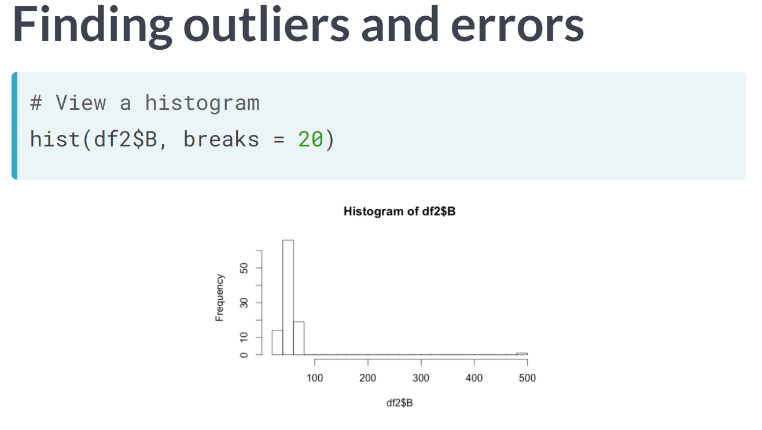 Finding outliers and errors
# View a histogram
hist(df2$B, breaks = 20)
Histogram of df2$B
Frequency
50
30
10
0
100 200 300 400 500
df2$B